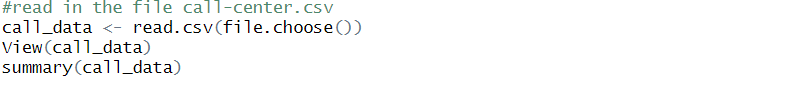 #read in the file call-center.csv
call_data <- read.csv(file.choose())
View(call_data)
summary(call_data)